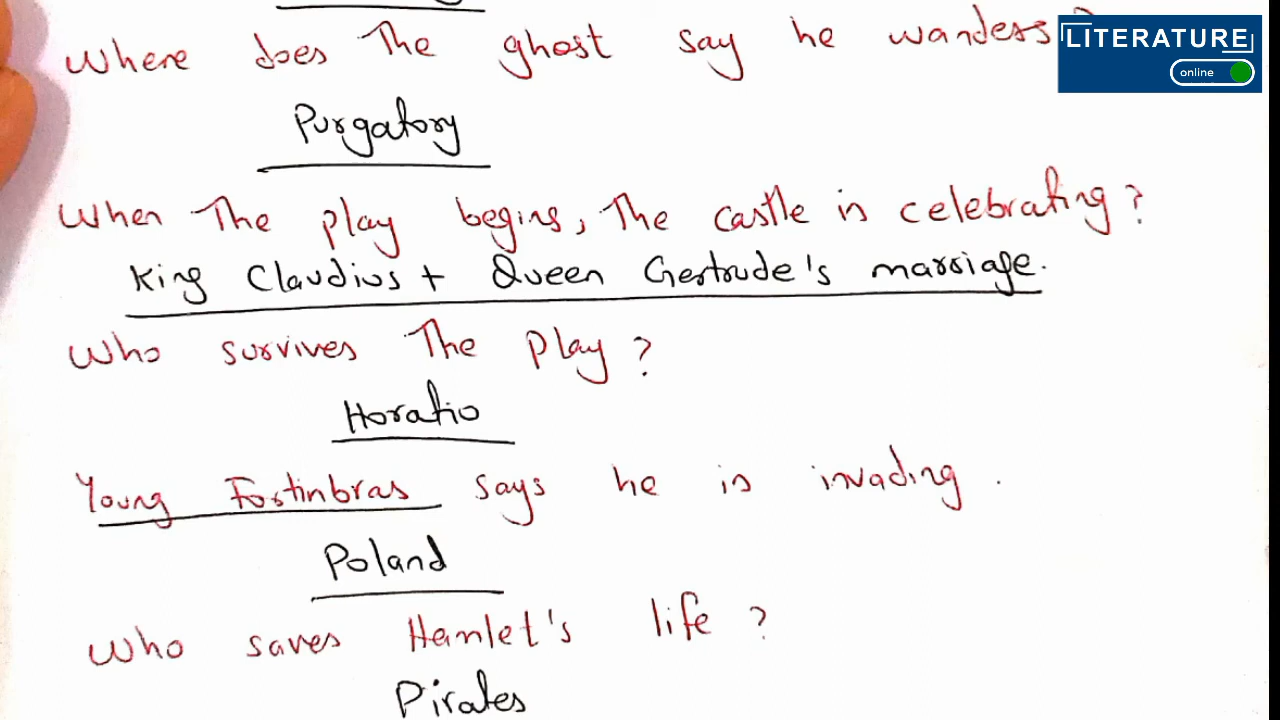 Where does The ghost say he wanders?
LITERATURE
online
Purgatory
When The play begins, The castle is celebrating?
King Claudius + Queen Gertrude's marriage.
Who survives The Play?
Horatio
Young Fortinbras says he is invading.
Poland
Who saves Hamlet's life?
Pirates